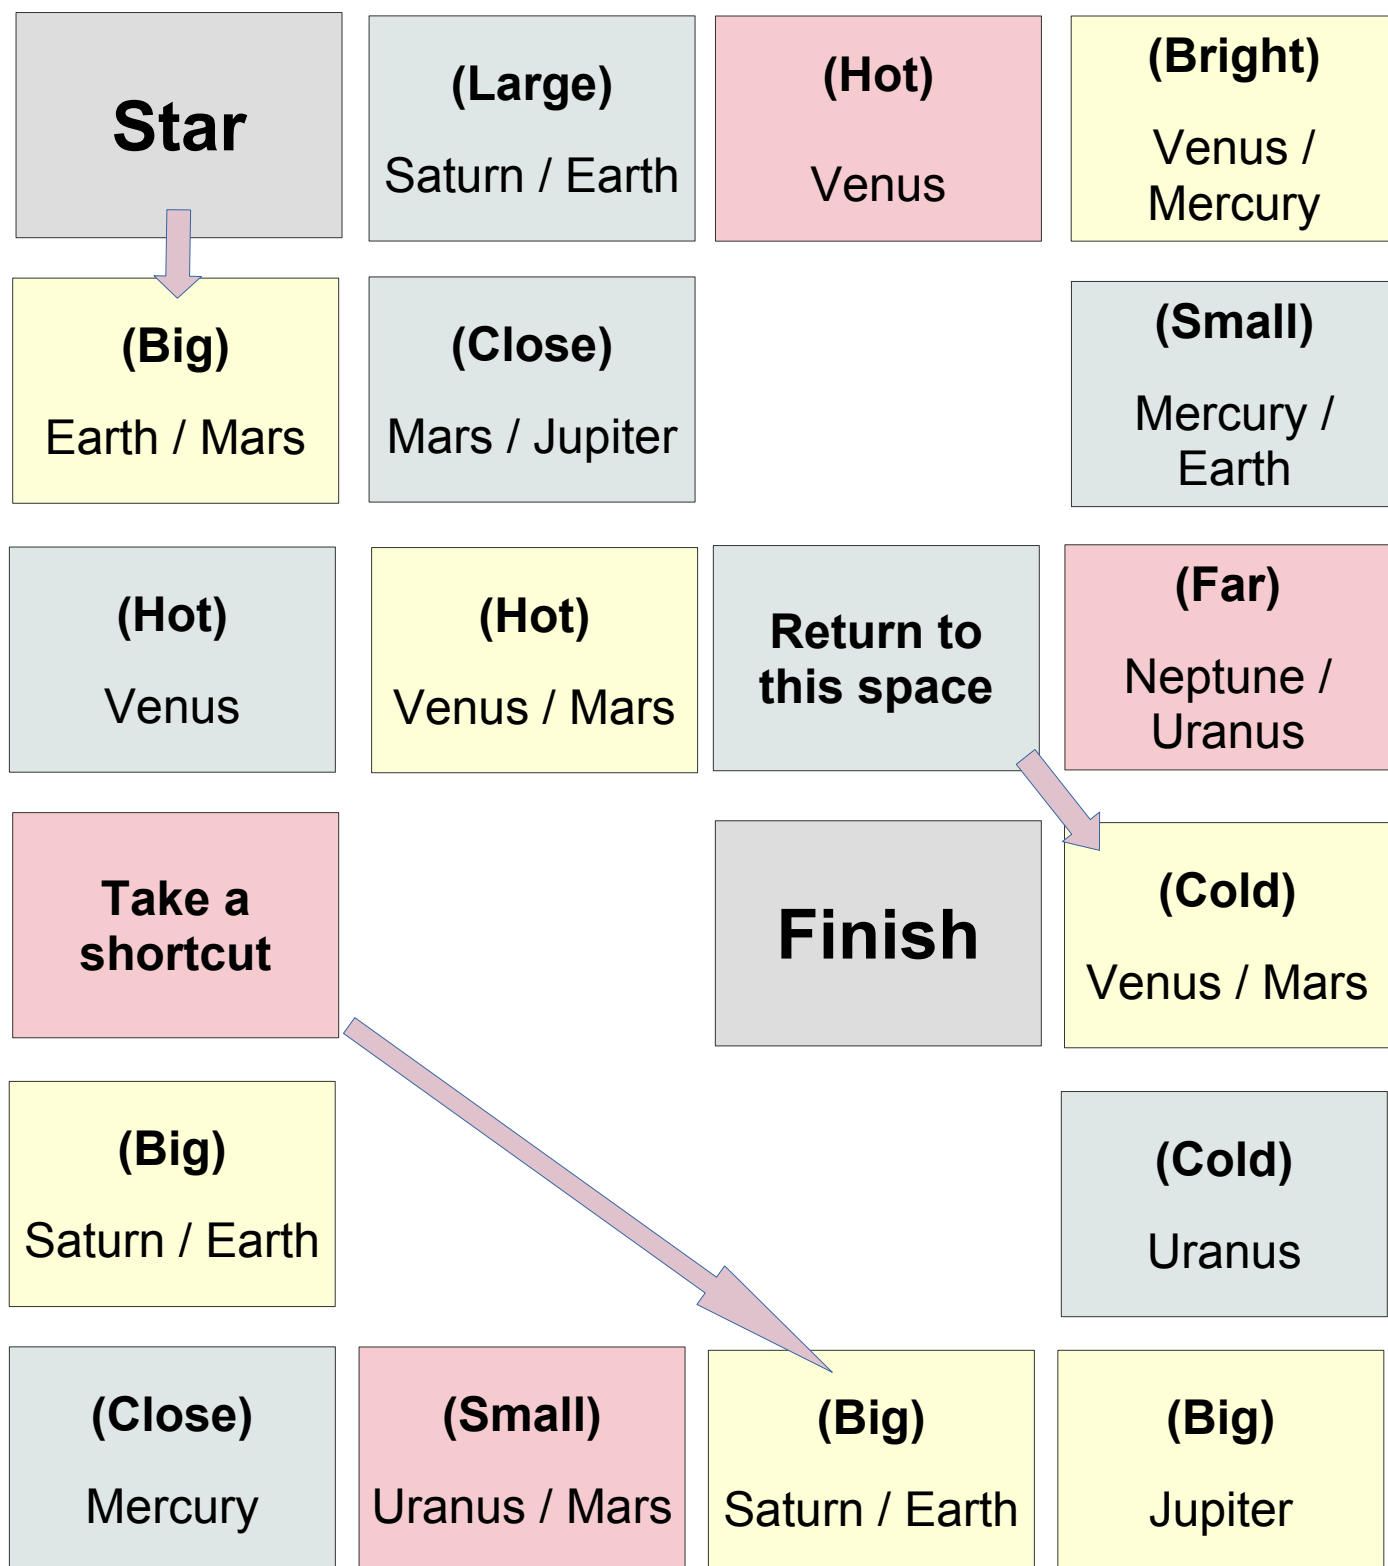 Star
(Large)
Saturn / Earth
(Hot)
Venus
(Bright)
Venus /
Mercury
(Big)
Earth / Mars
(Close)
Mars / Jupiter
(Small)
Mercury /
Earth
(Hot)
Venus
(Hot)
Venus / Mars
Return to
this space
(Far)
Neptune /
Uranus
Take a
shortcut
Finish
(Cold)
Venus / Mars
(Big)
Saturn / Earth
(Cold)
Uranus
(Close)
Mercury
(Small)
Uranus / Mars
(Big)
Saturn / Earth
(Big)
Jupiter